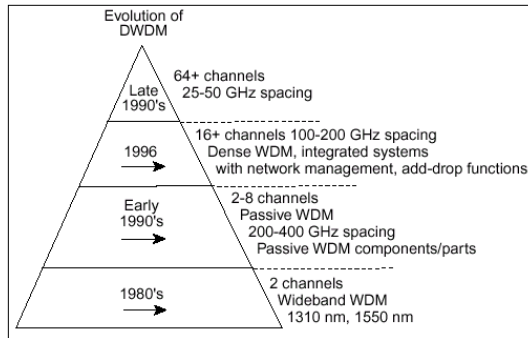 Evolution of
DWDM
Late
1990's
64+ channels
25-50 GHz spacing
1996
16+ channels 100-200 GHz spacing
Dense WDM, integrated systems
with network management, add-drop functions
Early
1990's
2-8 channels
Passive WDM
200-400 GHz spacing
Passive WDM components/parts
1980's
2 channels
Wideband WDM
1310 nm, 1550 nm